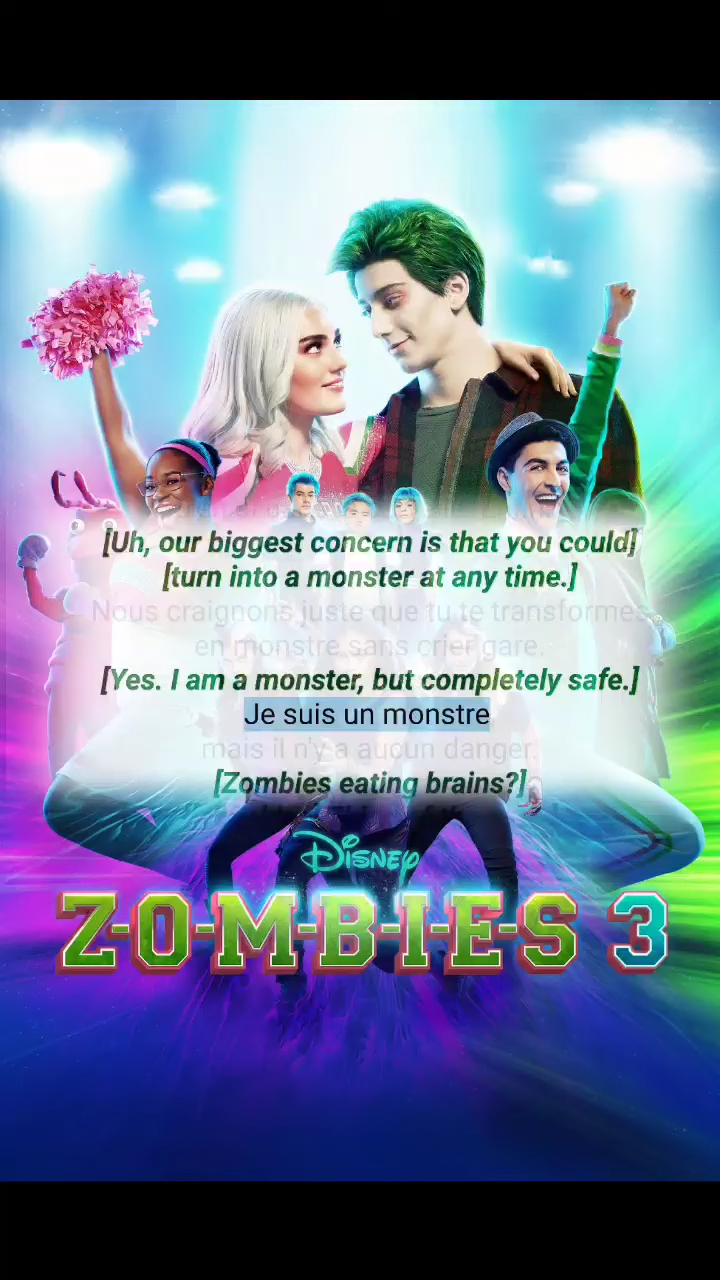 [Uh, our biggest concern is that you could]
[turn into a monster at any time.]
Nous craignons juste que tu te transformes
en monstre sans crier gare.
[Yes. I am a monster, but completely safe.]
Je suis un monstre
mais il n'y a aucun danger.
[Zombies eating brains?]
Disney
Z-O-M-B-I-E-S 3